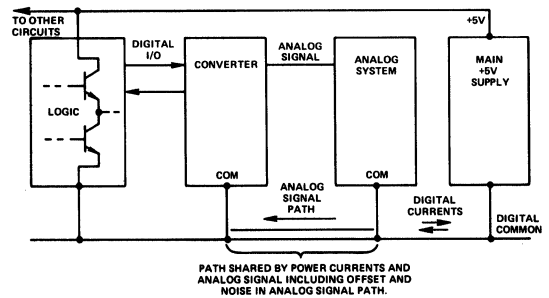 TO OTHER
CIRCUITS
+5V
DIGITAL
I/O
LOGIC
CONVERTER
COM
ANALOG
SIGNAL
ANALOG
SYSTEM
COM
MAIN
+5V
SUPPLY
ANALOG
SIGNAL
PATH
DIGITAL
CURRENTS
DIGITAL
COMMON
PATH SHARED BY POWER CURRENTS AND
ANALOG SIGNAL INCLUDING OFFSET AND
NOISE IN ANALOG SIGNAL PATH.